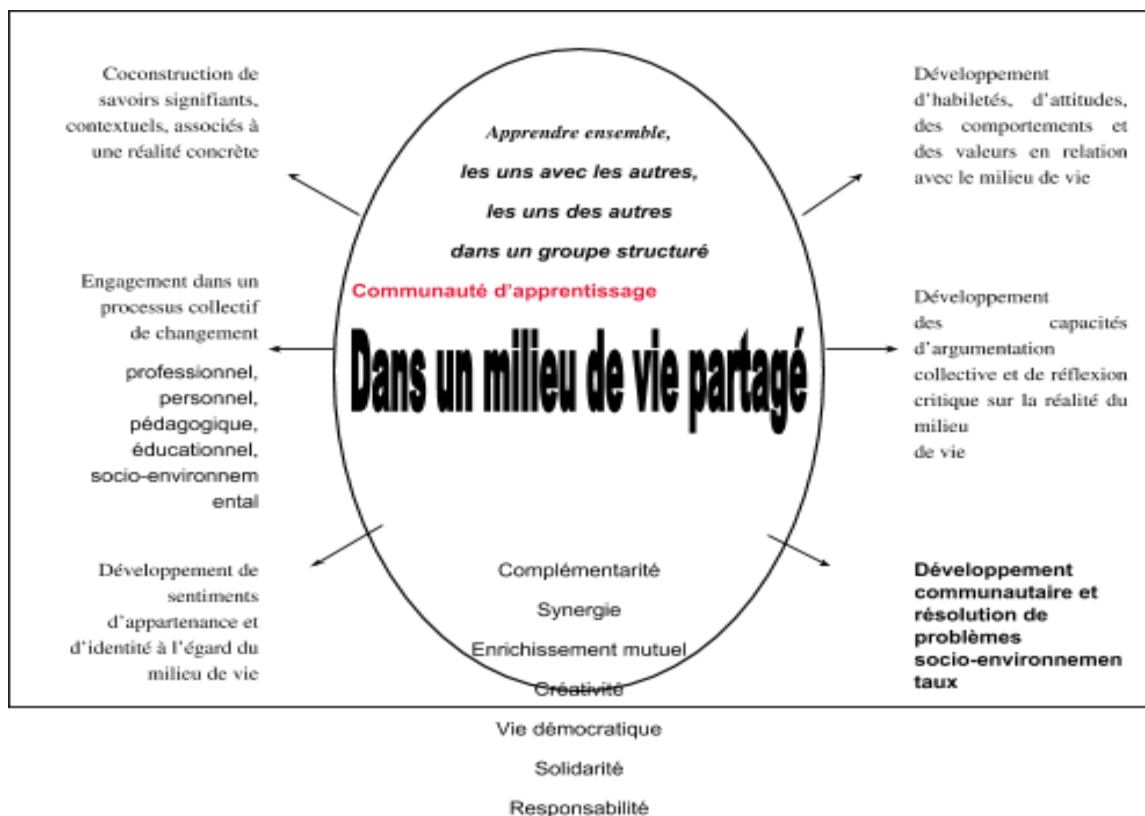 Coconstruction de
savoirs signifiants,
contextuels, associés à
une réalité concrète
Engagement dans un
processus collectif
de changement
professionnel,
personnel,
pédagogique,
éducationnel,
socio-environnem
ental
Développement de
sentiments
d'appartenance et
d'identité à l'égard du
milieu de vie
Apprendre ensemble,
les uns avec les autres,
les uns des autres
dans un groupe structuré
Communauté d'apprentissage
Dans un milieu de vie partagé
Complémentarité
Synergie
Enrichissement mutuel
Créativité
Vie démocratique
Solidarité
Responsabilité
Développement
d'habiletés, d'attitudes,
des comportements et
des valeurs en relation
avec le milieu de vie
Développement
des capacités
d'argumentation
collective et de réflexion
critique sur la réalité du
milieu
de vie
Développement
communautaire et
résolution de
problèmes
socio-environnemen
taux